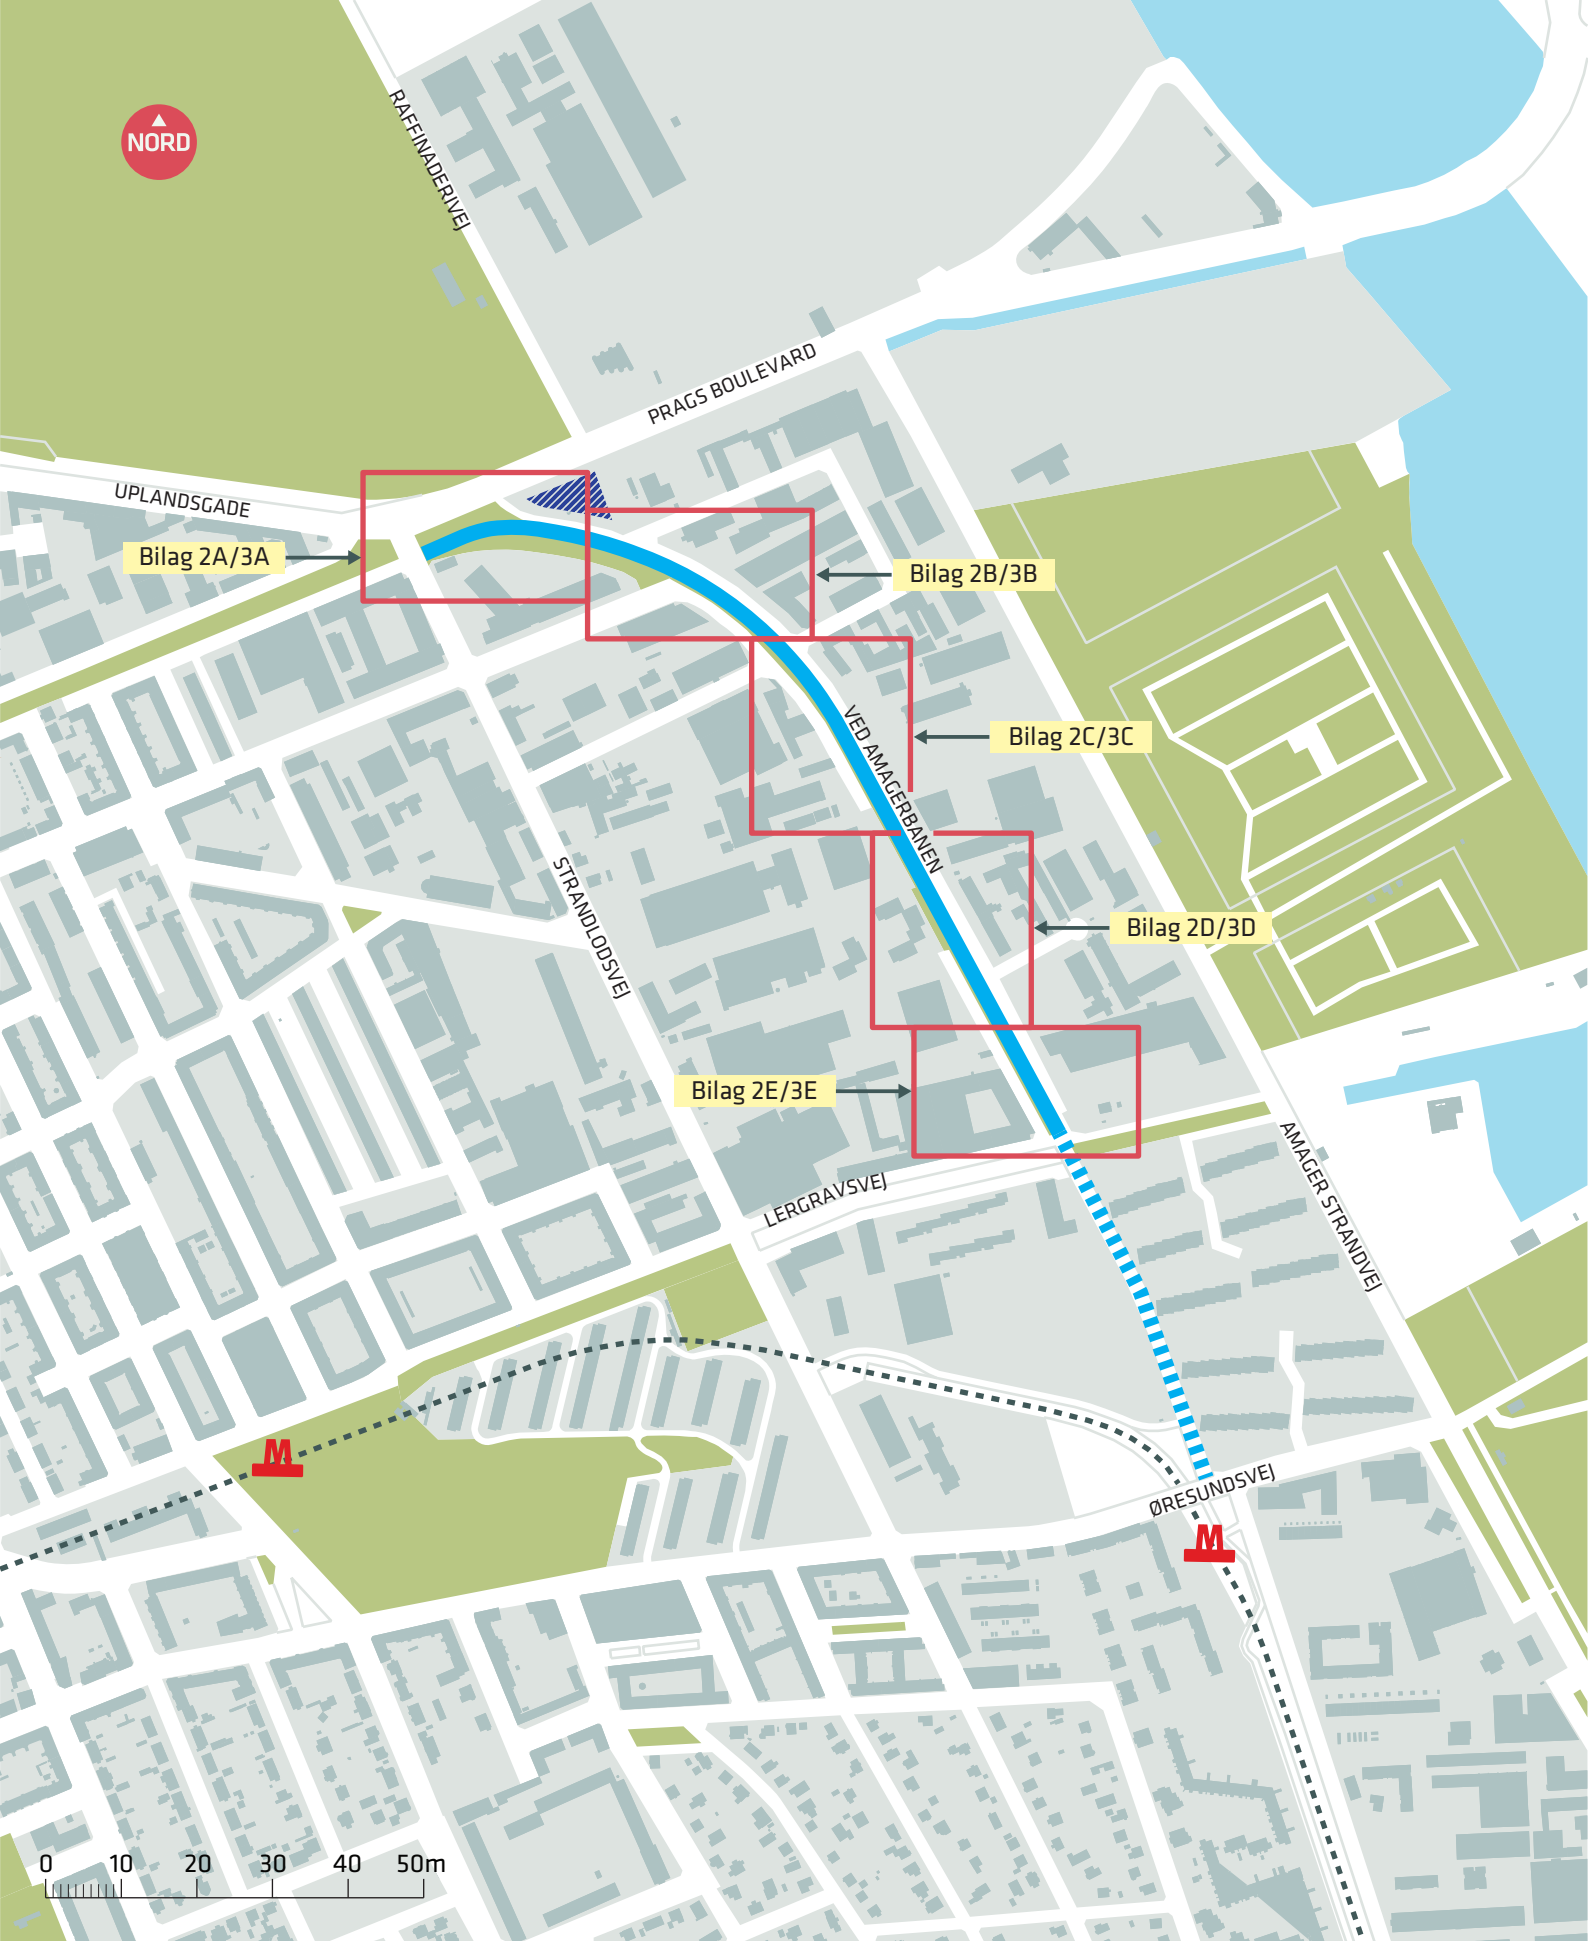 RAFFINADERIVEJ
NORD
PRAGS BOULEVARD
UPLANDSGADE
Bilag 2A/3A
Bilag 2B/3B
VED AMAGERBANEN
Bilag 2C/3C
STRANDLODSVEJ
Bilag 2D/3D
Bilag 2E/3E
LERGRAVSVEJ
AMAGER STRANDVEJ
M
ØRESUNDSVEJ
M
0 10 20 30 40 50m